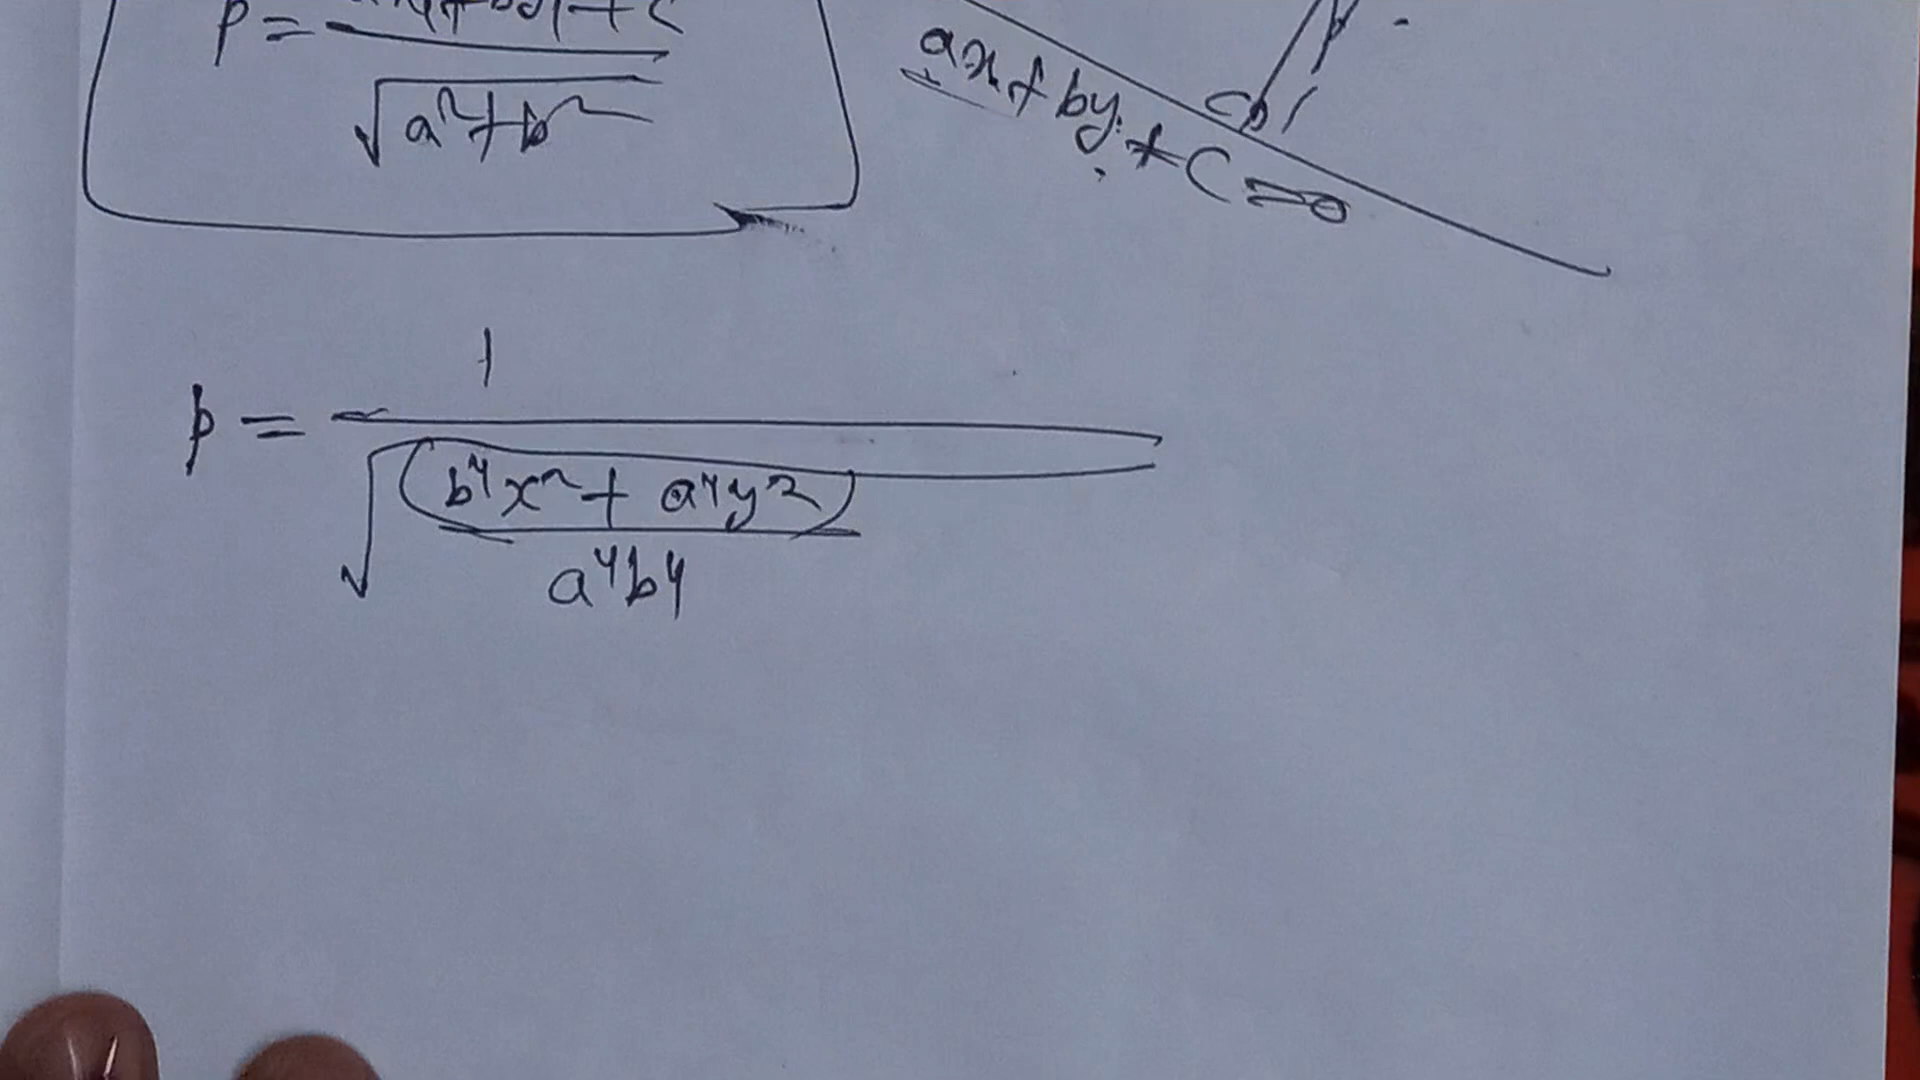 p = / √a²+b²
ax + by + C = 0
p = 1 / √((b⁴x² + a⁴y²) / a⁴b⁴)